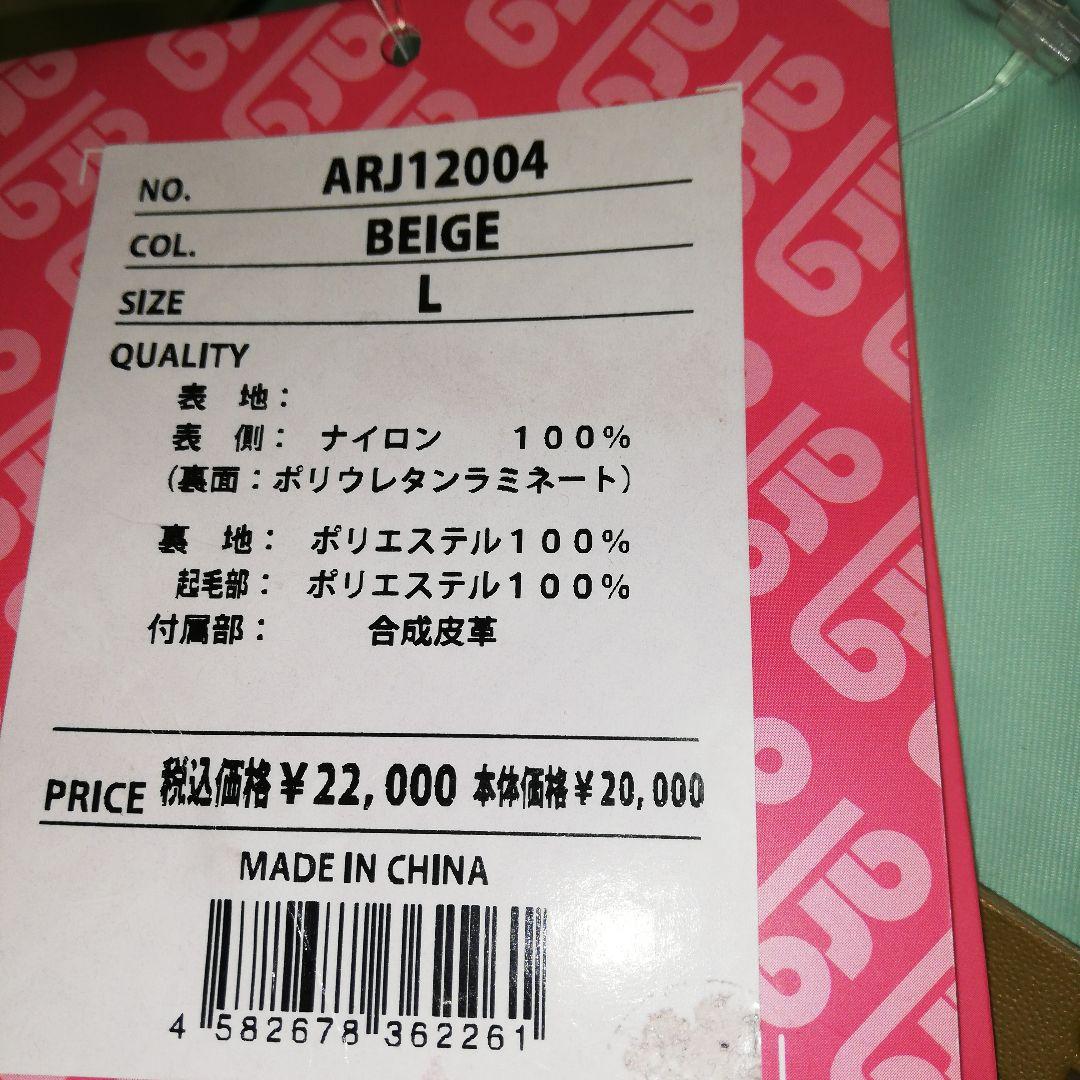 NO. ARJ12004
COL. BEIGE
SIZE L
QUALITY
表 地：
表 側： ナイロン １００％
（裏面：ポリウレタンラミネート）
裏 地： ポリエステル１００％
起毛部： ポリエステル１００％
付属部： 合成皮革
PRICE 税込価格￥22,000 本体価格￥20,000
MADE IN CHINA
4 582678 362261